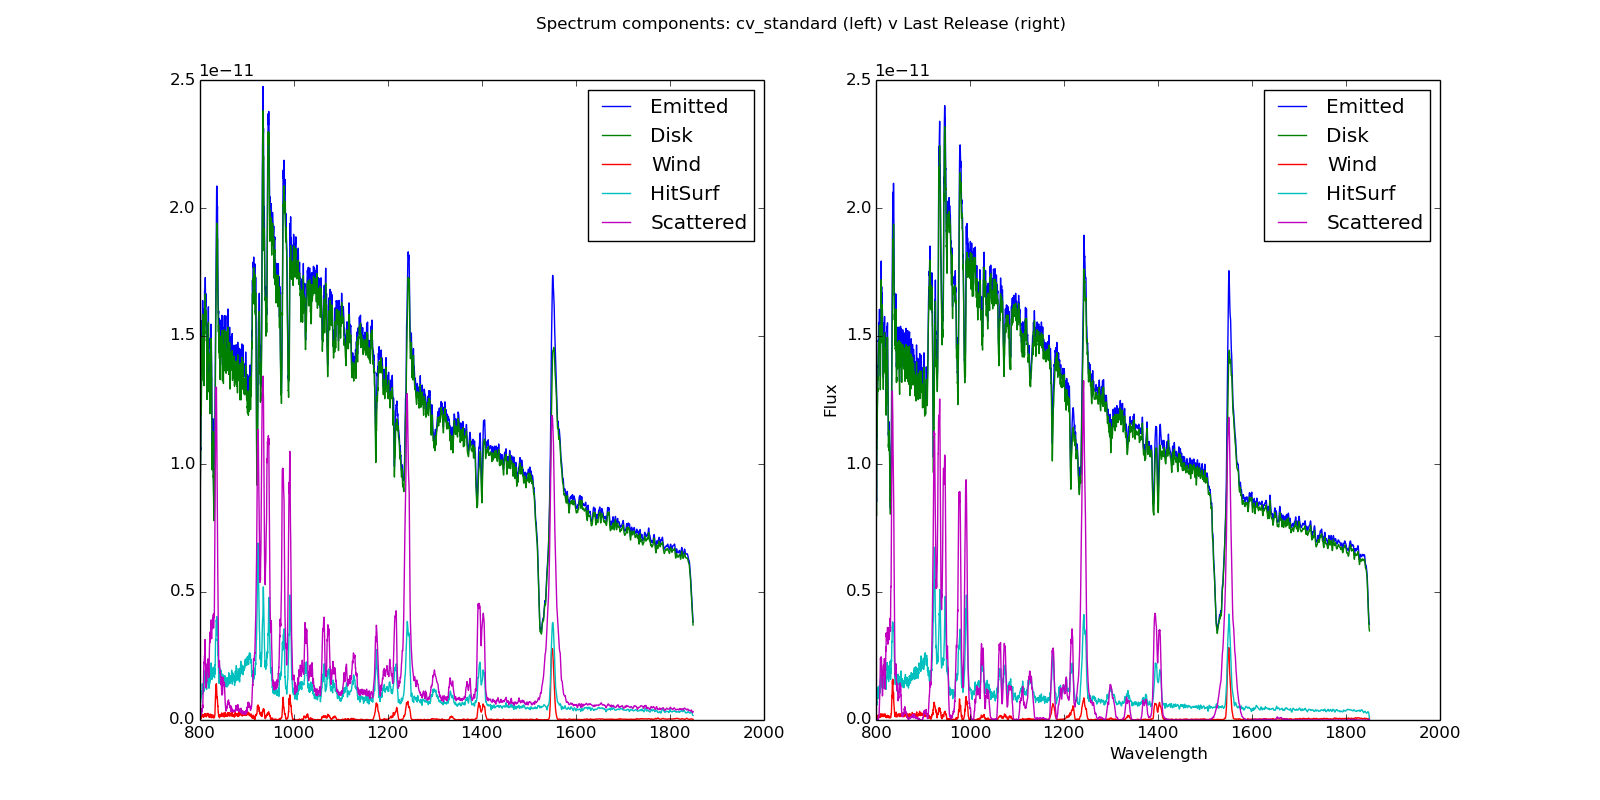 Spectrum components: cv_standard (left) v Last Release (right)
1e−11
2.5
2.0
1.5
1.0
0.5
0.0
800
1000
1200
1400
1600
1800
2000
Emitted
Disk
Wind
HitSurf
Scattered
1e−11
2.5
2.0
1.5
1.0
0.5
0.0
Flux
800
1000
1200
1400
1600
1800
2000
Wavelength
Emitted
Disk
Wind
HitSurf
Scattered